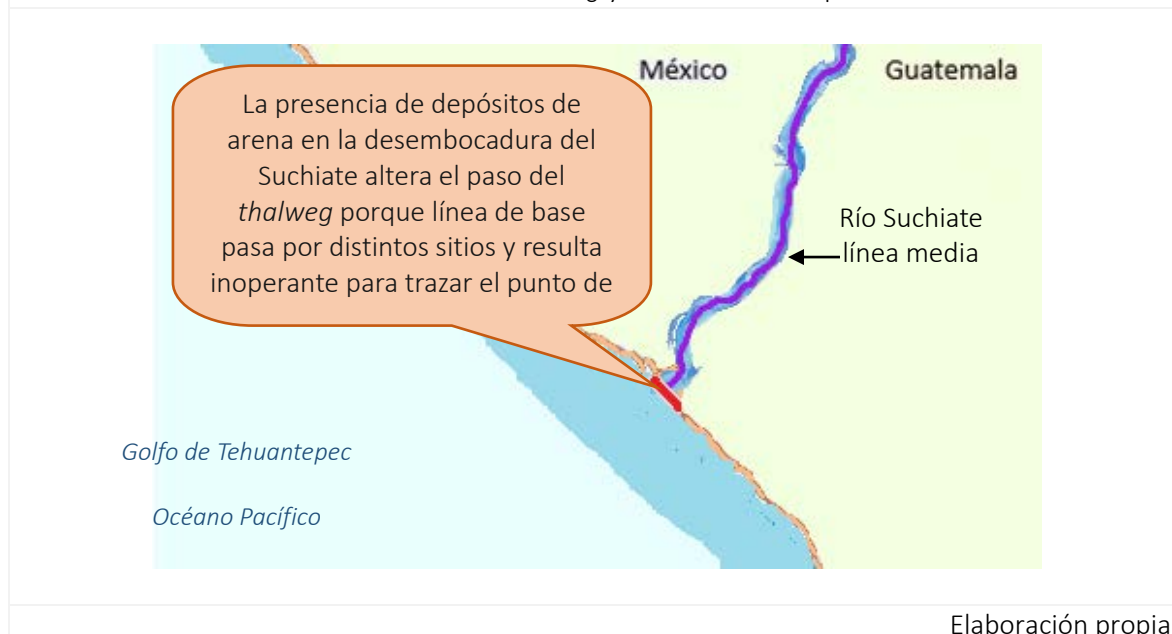 México
Guatemala
La presencia de depósitos de
arena en la desembocadura del
Suchiate altera el paso del
thalweg porque línea de base
pasa por distintos sitios y resulta
inoperante para trazar el punto de
Río Suchiate
línea media
Golfo de Tehuantepec
Océano Pacífico
Elaboración propia